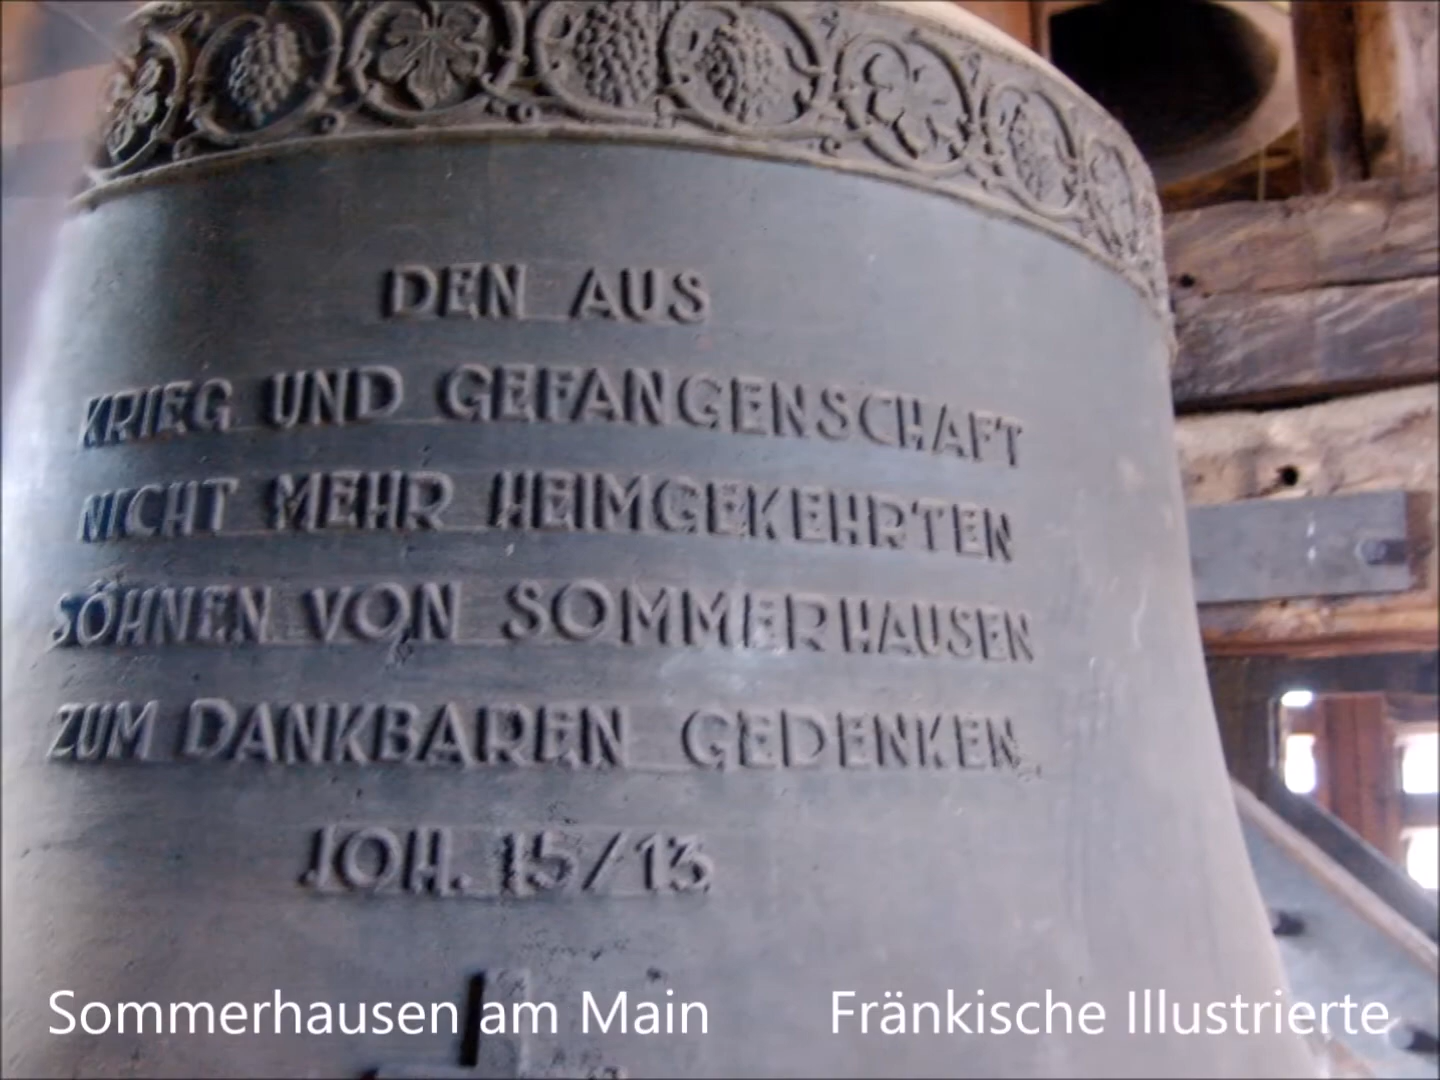 DEN AUS
KRIEG UND GEFANGENSCHAFT
NICHT MEHR HEIMGEKEHRTEN
SÖHNEN VON SOMMERHAUSEN
ZUM DANKBAREN GEDENKEN.
JOH. 15/13
Sommerhausen am Main Fränkische Illustrierte